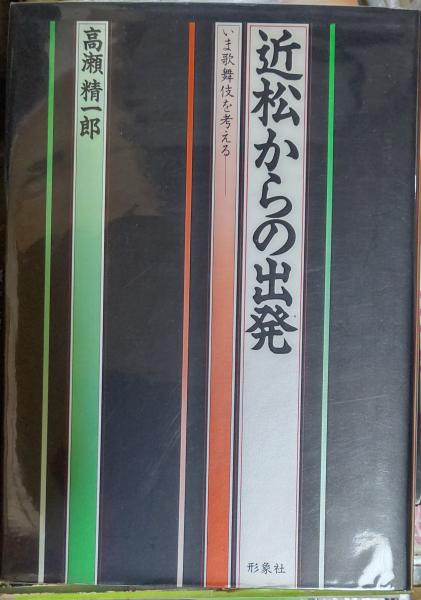 近松からの出発
いま歌舞伎を考える――
高瀬精一郎
形象社